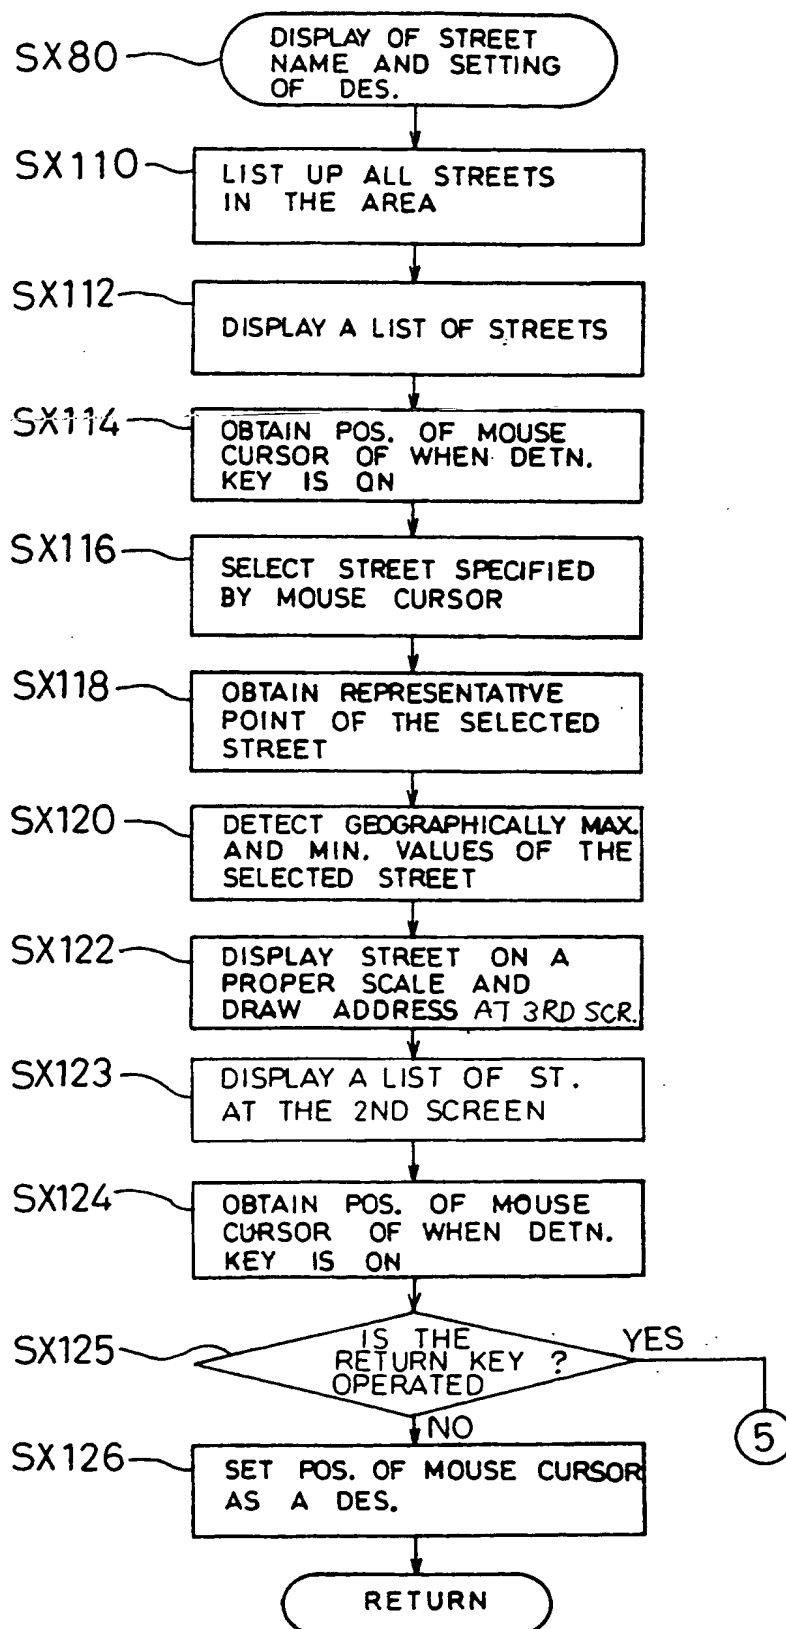 SX80
DISPLAY OF STREET
NAME AND SETTING
OF DES.
SX110
LIST UP ALL STREETS
IN THE AREA
SX112
DISPLAY A LIST OF STREETS
SX114
OBTAIN POS. OF MOUSE
CURSOR OF WHEN DETN.
KEY IS ON
SX116
SELECT STREET SPECIFIED
BY MOUSE CURSOR
SX118
OBTAIN REPRESENTATIVE
POINT OF THE SELECTED
STREET
SX120
DETECT GEOGRAPHICALLY MAX.
AND MIN. VALUES OF THE
SELECTED STREET
SX122
DISPLAY STREET ON A
PROPER SCALE AND
DRAW ADDRESS AT 3RD SCR.
SX123
DISPLAY A LIST OF ST.
AT THE 2ND SCREEN
SX124
OBTAIN POS. OF MOUSE
CURSOR OF WHEN DETN.
KEY IS ON
SX125
IS THE
RETURN KEY ?
OPERATED
YES
NO
5
SX126
SET POS. OF MOUSE CURSOR
AS A DES.
RETURN